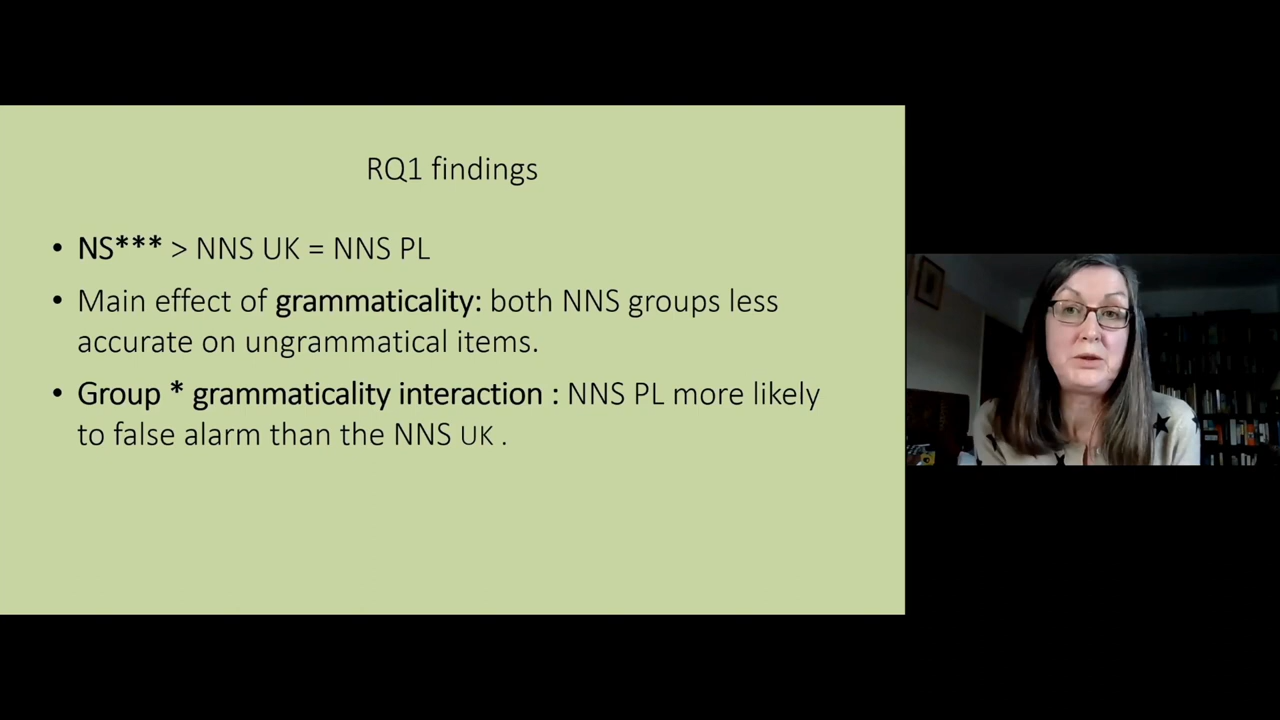 RQ1 findings
• NS*** > NNS UK = NNS PL
• Main effect of grammaticality: both NNS groups less
accurate on ungrammatical items.
• Group * grammaticality interaction : NNS PL more likely
to false alarm than the NNS UK .